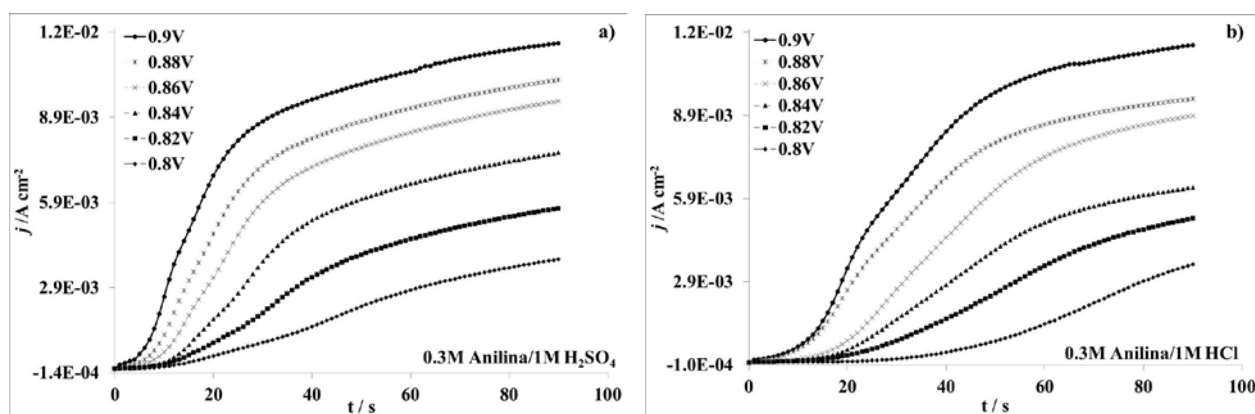 a)
1.2E-02
8.9E-03
5.9E-03
2.9E-03
-1.4E-04
j /A cm⁻²
0.9V
0.88V
0.86V
0.84V
0.82V
0.8V
0.3M Anilina/1M H₂SO₄
0 20 40 60 80 100
t / s
b)
1.2E-02
8.9E-03
5.9E-03
2.9E-03
-1.0E-04
j /A cm⁻²
0.9V
0.88V
0.86V
0.84V
0.82V
0.8V
0.3M Anilina/1M HCl
0 20 40 60 80 100
t / s